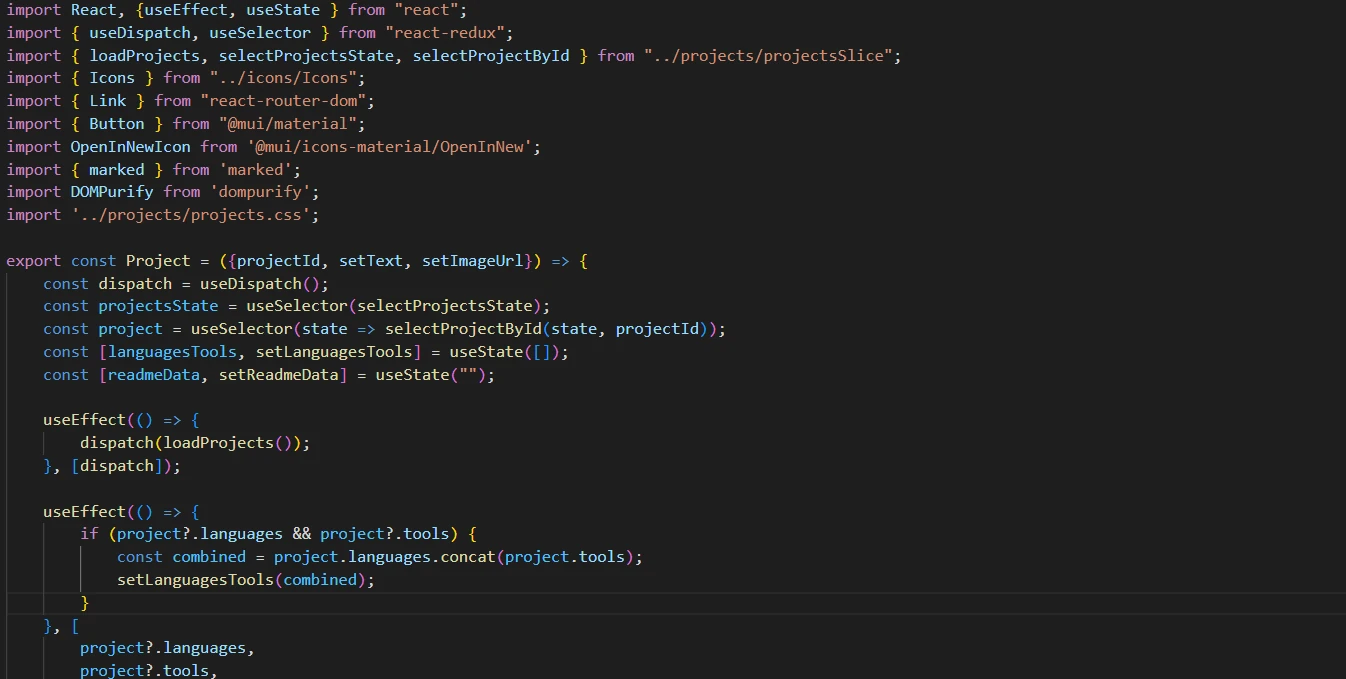 import React, {useEffect, useState } from "react";
import { useDispatch, useSelector } from "react-redux";
import { loadProjects, selectProjectsState, selectProjectById } from "../projects/projectsSlice";
import { Icons } from "../icons/Icons";
import { Link } from "react-router-dom";
import { Button } from "@mui/material";
import OpenInNewIcon from '@mui/icons-material/OpenInNew';
import { marked } from 'marked';
import DOMPurify from 'dompurify';
import '../projects/projects.css';

export const Project = ({projectId, setText, setImageUrl}) => {
    const dispatch = useDispatch();
    const projectsState = useSelector(selectProjectsState);
    const project = useSelector(state => selectProjectById(state, projectId));
    const [languagesTools, setLanguagesTools] = useState([]);
    const [readmeData, setReadmeData] = useState("");

    useEffect(() => {
        dispatch(loadProjects());
    }, [dispatch]);

    useEffect(() => {
        if (project?.languages && project?.tools) {
            const combined = project.languages.concat(project.tools);
            setLanguagesTools(combined);
        }
    }, [
        project?.languages,
        project?.tools,